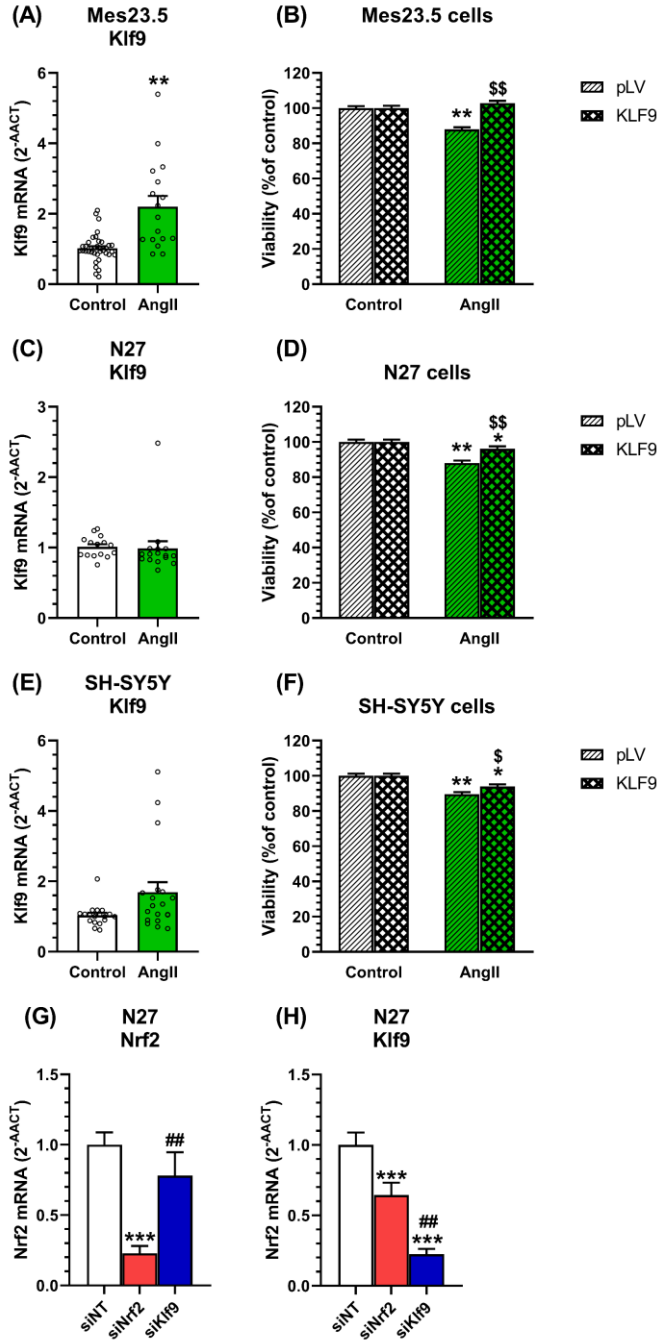 (A) Mes23.5
Klf9
Klf9 mRNA (2^-AACT)
6
4
2
0
**
Control AngII
(B) Mes23.5 cells
Viability (%of control)
120
100
80
60
40
20
0
** $$
Control AngII
pLV
KLF9
(C) N27
Klf9
Klf9 mRNA (2^-AACT)
3
2
1
0
Control AngII
(D) N27 cells
Viability (%of control)
120
100
80
60
40
20
0
$$
** *
Control AngII
pLV
KLF9
(E) SH-SY5Y
Klf9
Klf9 mRNA (2^-AACT)
6
4
2
0
Control AngII
(F) SH-SY5Y cells
Viability (%of control)
120
100
80
60
40
20
0
$
** *
Control AngII
pLV
KLF9
(G) N27
Nrf2
Nrf2 mRNA (2^-AACT)
1.5
1.0
0.5
0.0
##
***
siNT siNrf2 siKlf9
(H) N27
Klf9
Nrf2 mRNA (2^-AACT)
1.5
1.0
0.5
0.0
***
##
***
siNT siNrf2 siKlf9